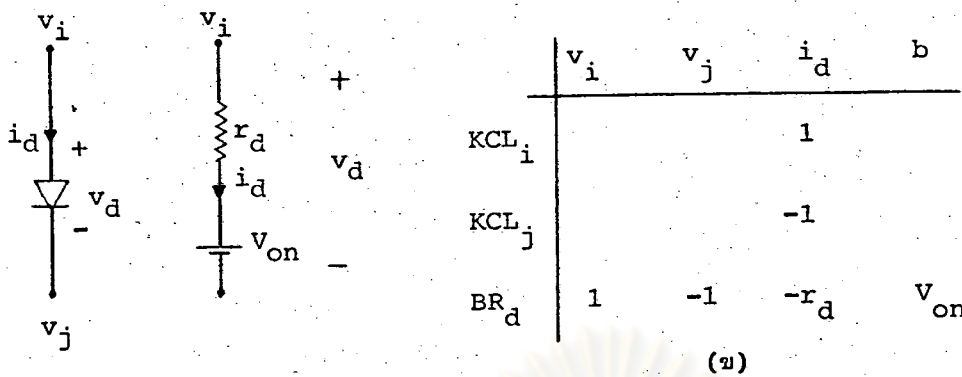 v_i v_i
i_d + r_d + v_d
v_d i_d
- V_on -
v_j
v_i v_j i_d b
KCL_i 1
KCL_j -1
BR_d 1 -1 -r_d V_on
(ข)